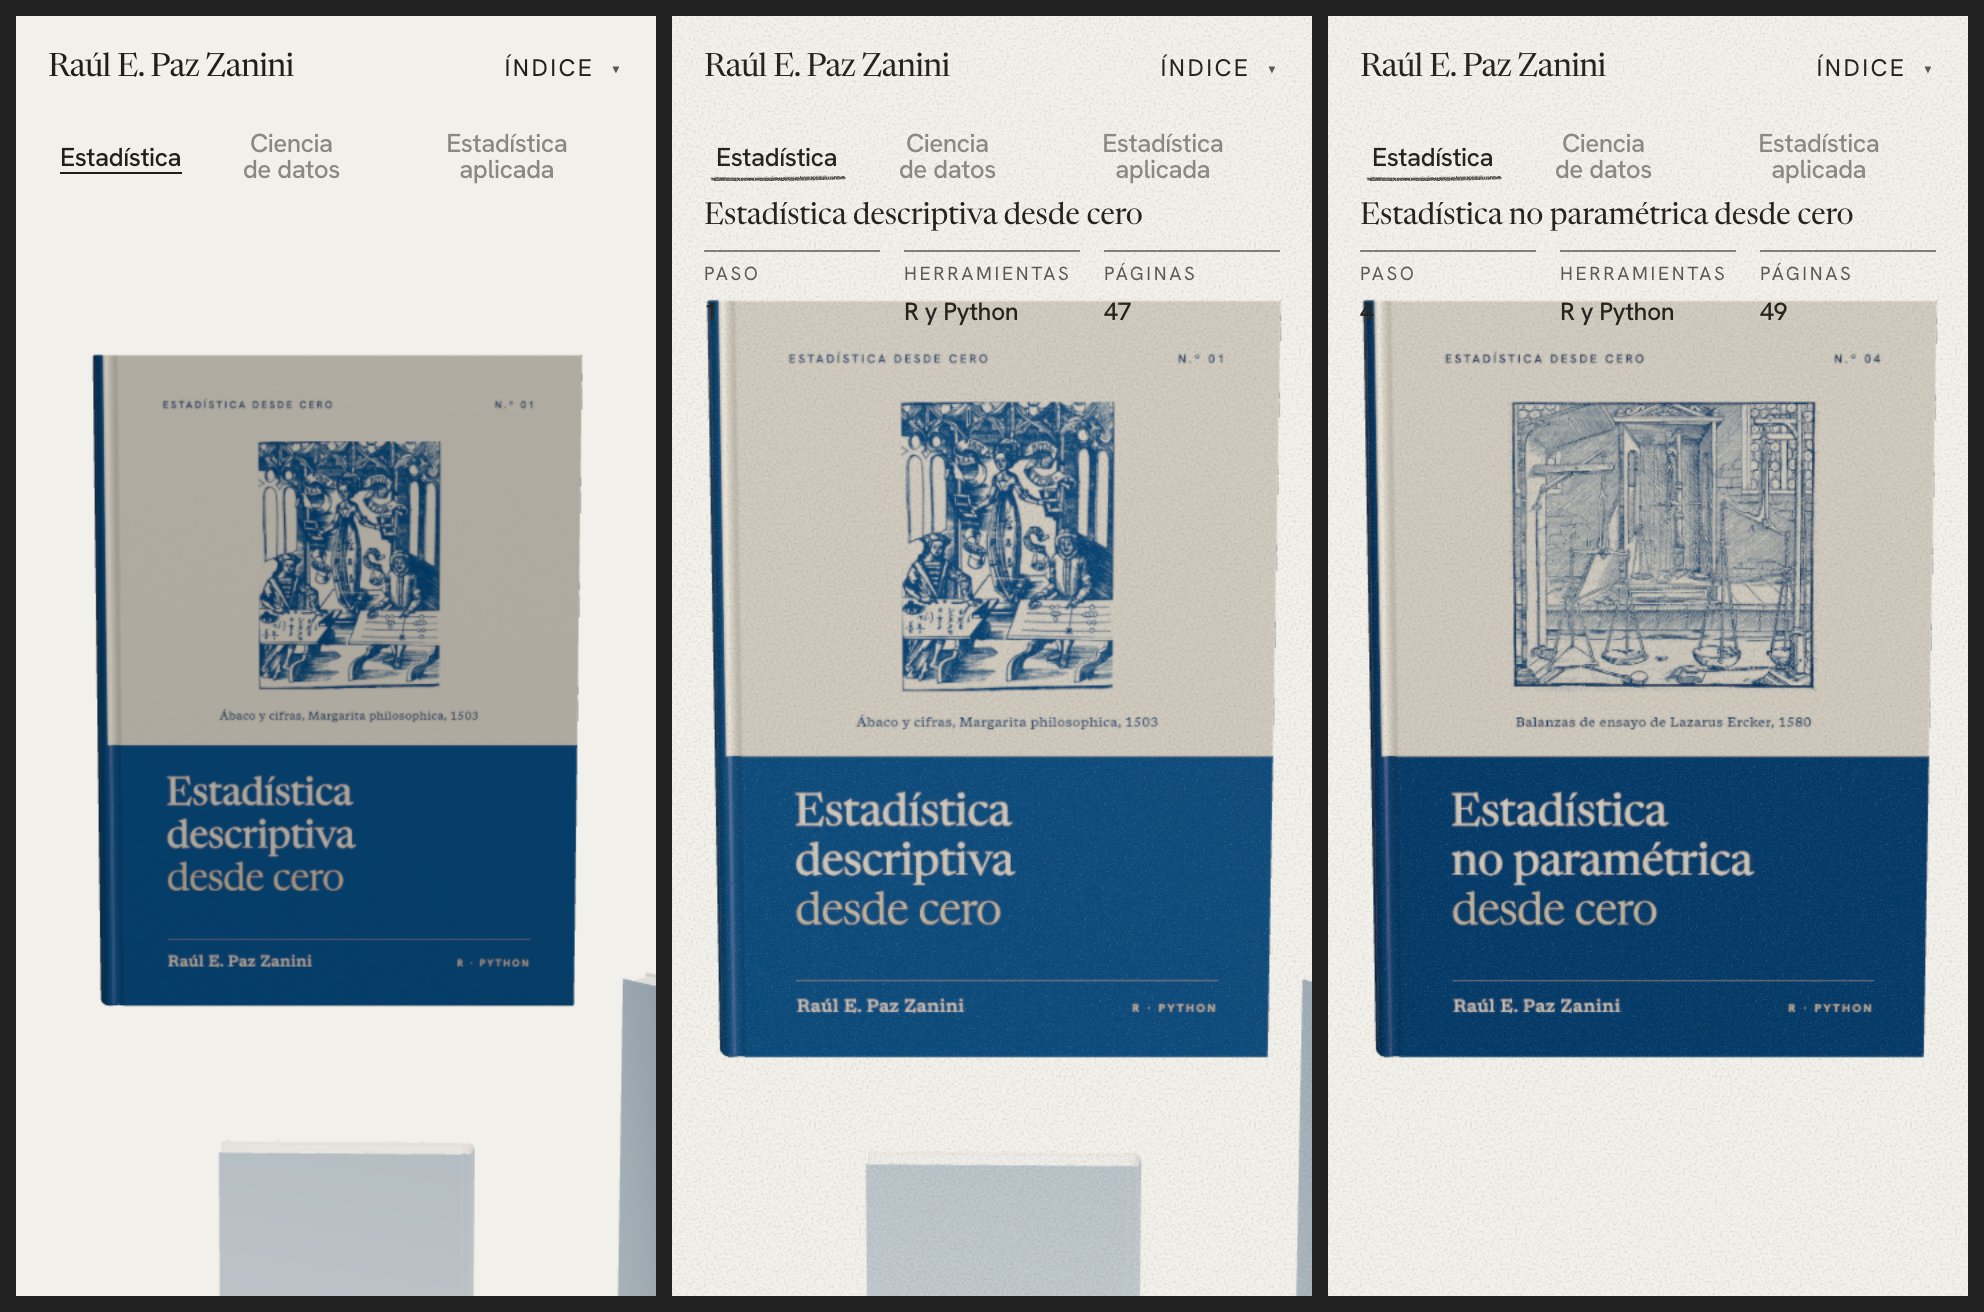 Raúl E. Paz Zanini
ÍNDICE ▾
Estadística
Ciencia
de datos
Estadística
aplicada
ESTADÍSTICA DESDE CERO
N.º 01
Ábaco y cifras, Margarita philosophica, 1503
Estadística
descriptiva
desde cero
Raúl E. Paz Zanini
R · PYTHON
Raúl E. Paz Zanini
ÍNDICE ▾
Estadística
Ciencia
de datos
Estadística
aplicada
Estadística descriptiva desde cero
PASO
HERRAMIENTAS
PÁGINAS
1
R y Python
47
ESTADÍSTICA DESDE CERO
N.º 01
Ábaco y cifras, Margarita philosophica, 1503
Estadística
descriptiva
desde cero
Raúl E. Paz Zanini
R · PYTHON
Raúl E. Paz Zanini
ÍNDICE ▾
Estadística
Ciencia
de datos
Estadística
aplicada
Estadística no paramétrica desde cero
PASO
HERRAMIENTAS
PÁGINAS
4
R y Python
49
ESTADÍSTICA DESDE CERO
N.º 04
Balanzas de ensayo de Lazarus Ercker, 1580
Estadística
no paramétrica
desde cero
Raúl E. Paz Zanini
R · PYTHON